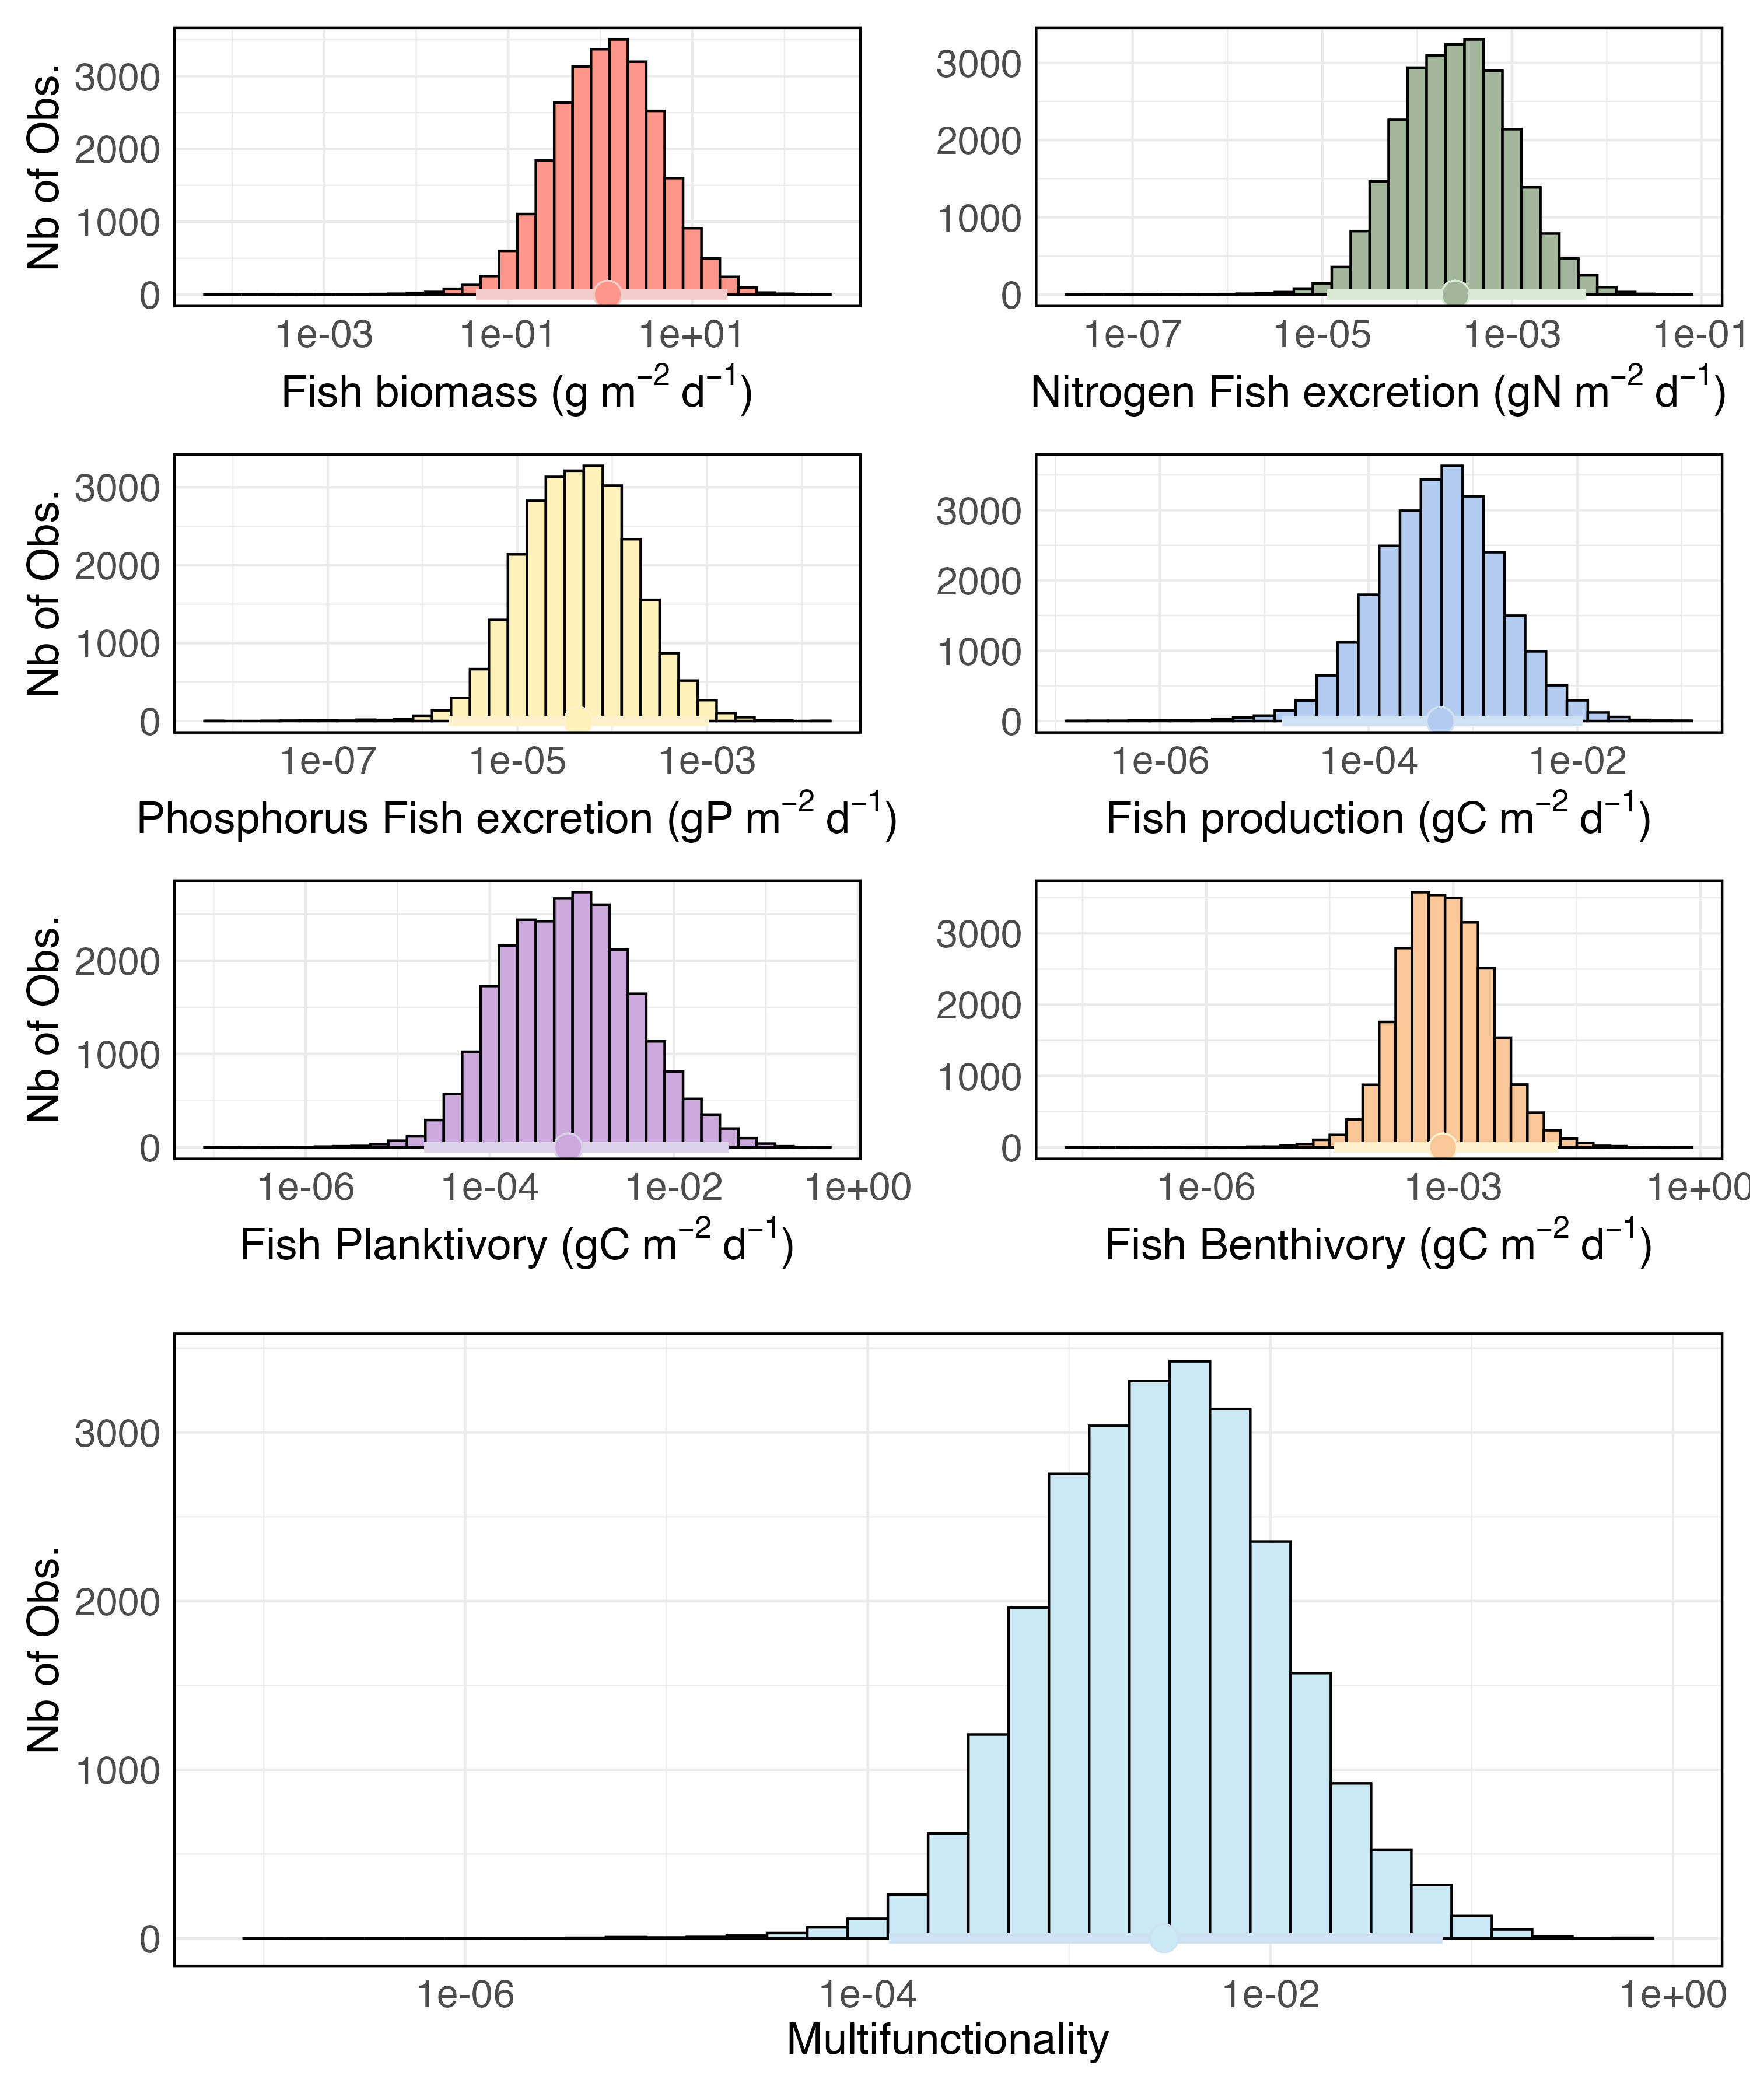 Nb of Obs.
3000
2000
1000
0
1e-03 1e-01 1e+01
Fish biomass (g m⁻² d⁻¹)
3000
2000
1000
0
1e-07 1e-05 1e-03 1e-01
Nitrogen Fish excretion (gN m⁻² d⁻¹)
Nb of Obs.
3000
2000
1000
0
1e-07 1e-05 1e-03
Phosphorus Fish excretion (gP m⁻² d⁻¹)
3000
2000
1000
0
1e-06 1e-04 1e-02
Fish production (gC m⁻² d⁻¹)
Nb of Obs.
2000
1000
0
1e-06 1e-04 1e-02 1e+00
Fish Planktivory (gC m⁻² d⁻¹)
3000
2000
1000
0
1e-06 1e-03 1e+00
Fish Benthivory (gC m⁻² d⁻¹)
Nb of Obs.
3000
2000
1000
0
1e-06 1e-04 1e-02 1e+00
Multifunctionality